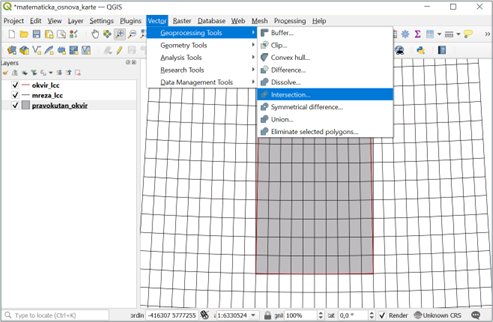 *matematicka_osnova_karte — QGIS
Project Edit View Layer Settings Plugins Vector Raster Database Web Mesh Processing Help
Geoprocessing Tools
Geometry Tools
Analysis Tools
Research Tools
Data Management Tools
Buffer...
Clip...
Convex hull...
Difference...
Dissolve...
Intersection...
Symmetrical difference...
Union...
Eliminate selected polygons...
Layers
okvir_lcc
mreza_lcc
pravokutan_okvir
Type to locate (Ctrl+K) ordin -416307 5777255 1:6330524 gnil 100% tat 0,0 ° Render Unknown CRS